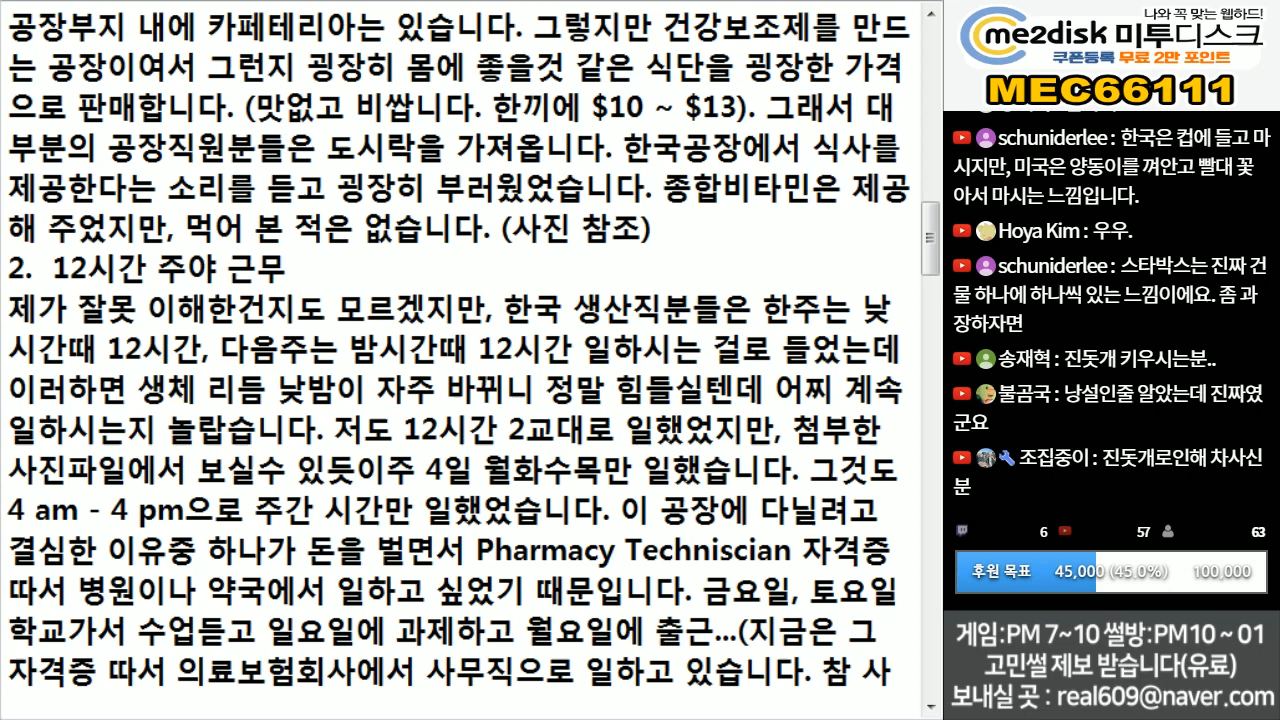 공장부지 내에 카페테리아는 있습니다. 그렇지만 건강보조제를 만드
는 공장이여서 그런지 굉장히 몸에 좋을것 같은 식단을 굉장한 가격
으로 판매합니다. (맛없고 비쌉니다. 한끼에 $10 ~ $13). 그래서 대
부분의 공장직원분들은 도시락을 가져옵니다. 한국공장에서 식사를
제공한다는 소리를 듣고 굉장히 부러웠었습니다. 종합비타민은 제공
해 주었지만, 먹어 본 적은 없습니다. (사진 참조)
2. 12시간 주야 근무
제가 잘못 이해한건지도 모르겠지만, 한국 생산직분들은 한주는 낮
시간때 12시간, 다음주는 밤시간때 12시간 일하시는 걸로 들었는데
이러하면 생체 리듬 낮밤이 자주 바뀌니 정말 힘들실텐데 어찌 계속
일하시는지 놀랍습니다. 저도 12시간 2교대로 일했었지만, 첨부한
사진파일에서 보실수 있듯이주 4일 월화수목만 일했습니다. 그것도
4 am - 4 pm으로 주간 시간만 일했었습니다. 이 공장에 다닐려고
결심한 이유중 하나가 돈을 벌면서 Pharmacy Techniscian 자격증
따서 병원이나 약국에서 일하고 싶었기 때문입니다. 금요일, 토요일
학교가서 수업듣고 일요일에 과제하고 월요일에 출근...(지금은 그
자격증 따서 의료보험회사에서 사무직으로 일하고 있습니다. 참 사
나와 꼭 맞는 웹하드!
me2disk 미투디스크
쿠폰등록 무료 2만 포인트
MEC66111
schuniderlee : 한국은 컵에 들고 마
시지만, 미국은 양동이를 껴안고 빨대 꽃
아서 마시는 느낌입니다.
Hoya Kim : 우우.
schuniderlee : 스타박스는 진짜 건
물 하나에 하나씩 있는 느낌이에요. 좀 과
장하자면
송재혁 : 진돗개 키우시는분..
불곰국 : 낭설인줄 알았는데 진짜였
군요
조집중이 : 진돗개로인해 차사신
분
6 57 63
후원 목표 45,000 (45.0%) 100,000
게임:PM 7~10 썰방:PM10 ~ 01
고민썰 제보 받습니다(유료)
보내실 곳 : real609@naver.com